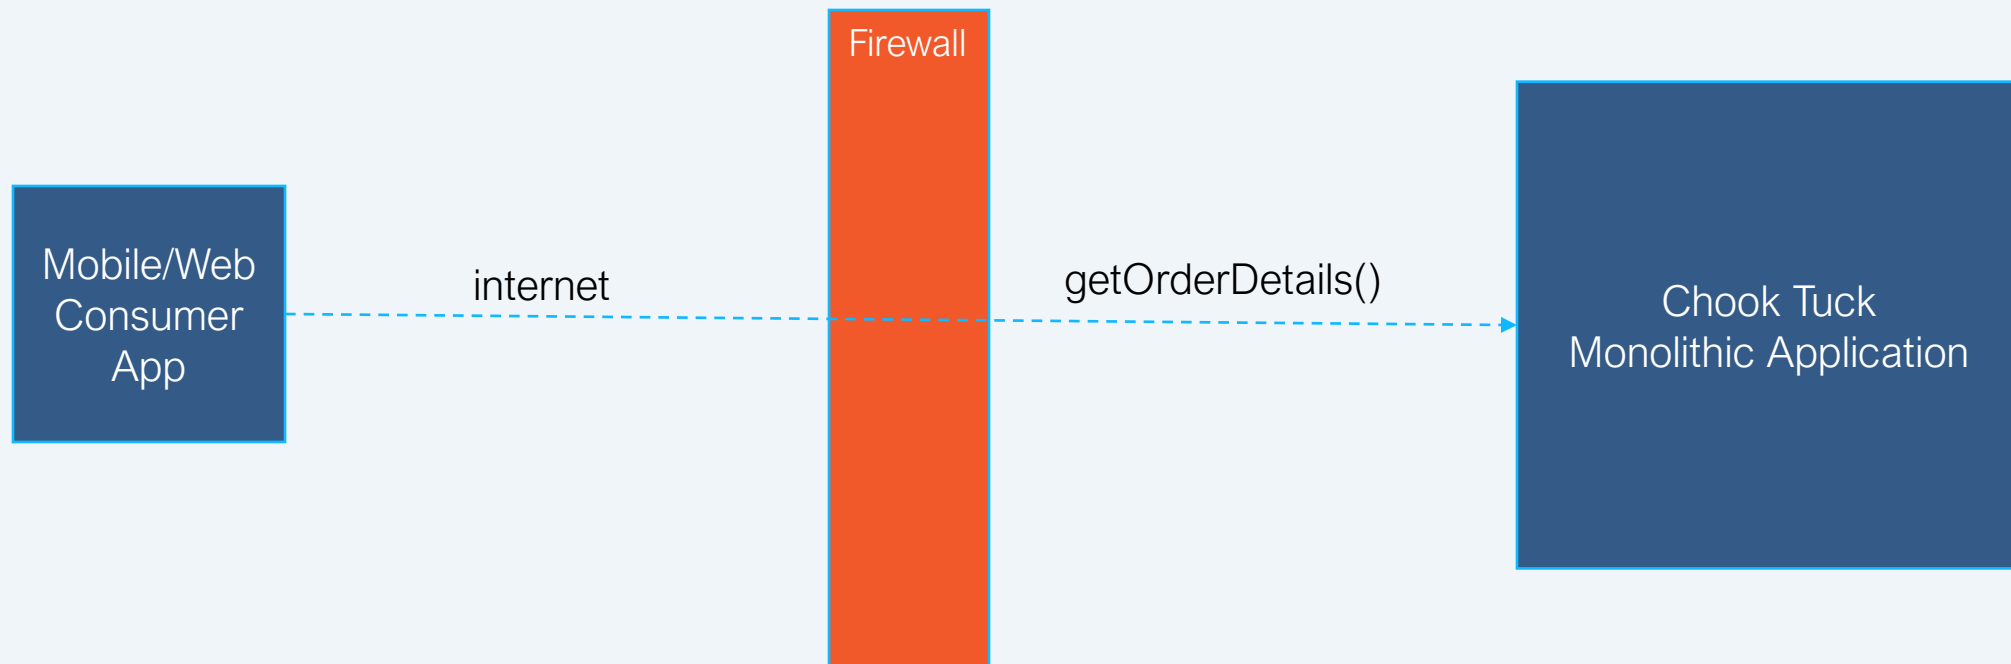 Firewall
Mobile/Web
Consumer
App
internet
getOrderDetails()
Chook Tuck
Monolithic Application